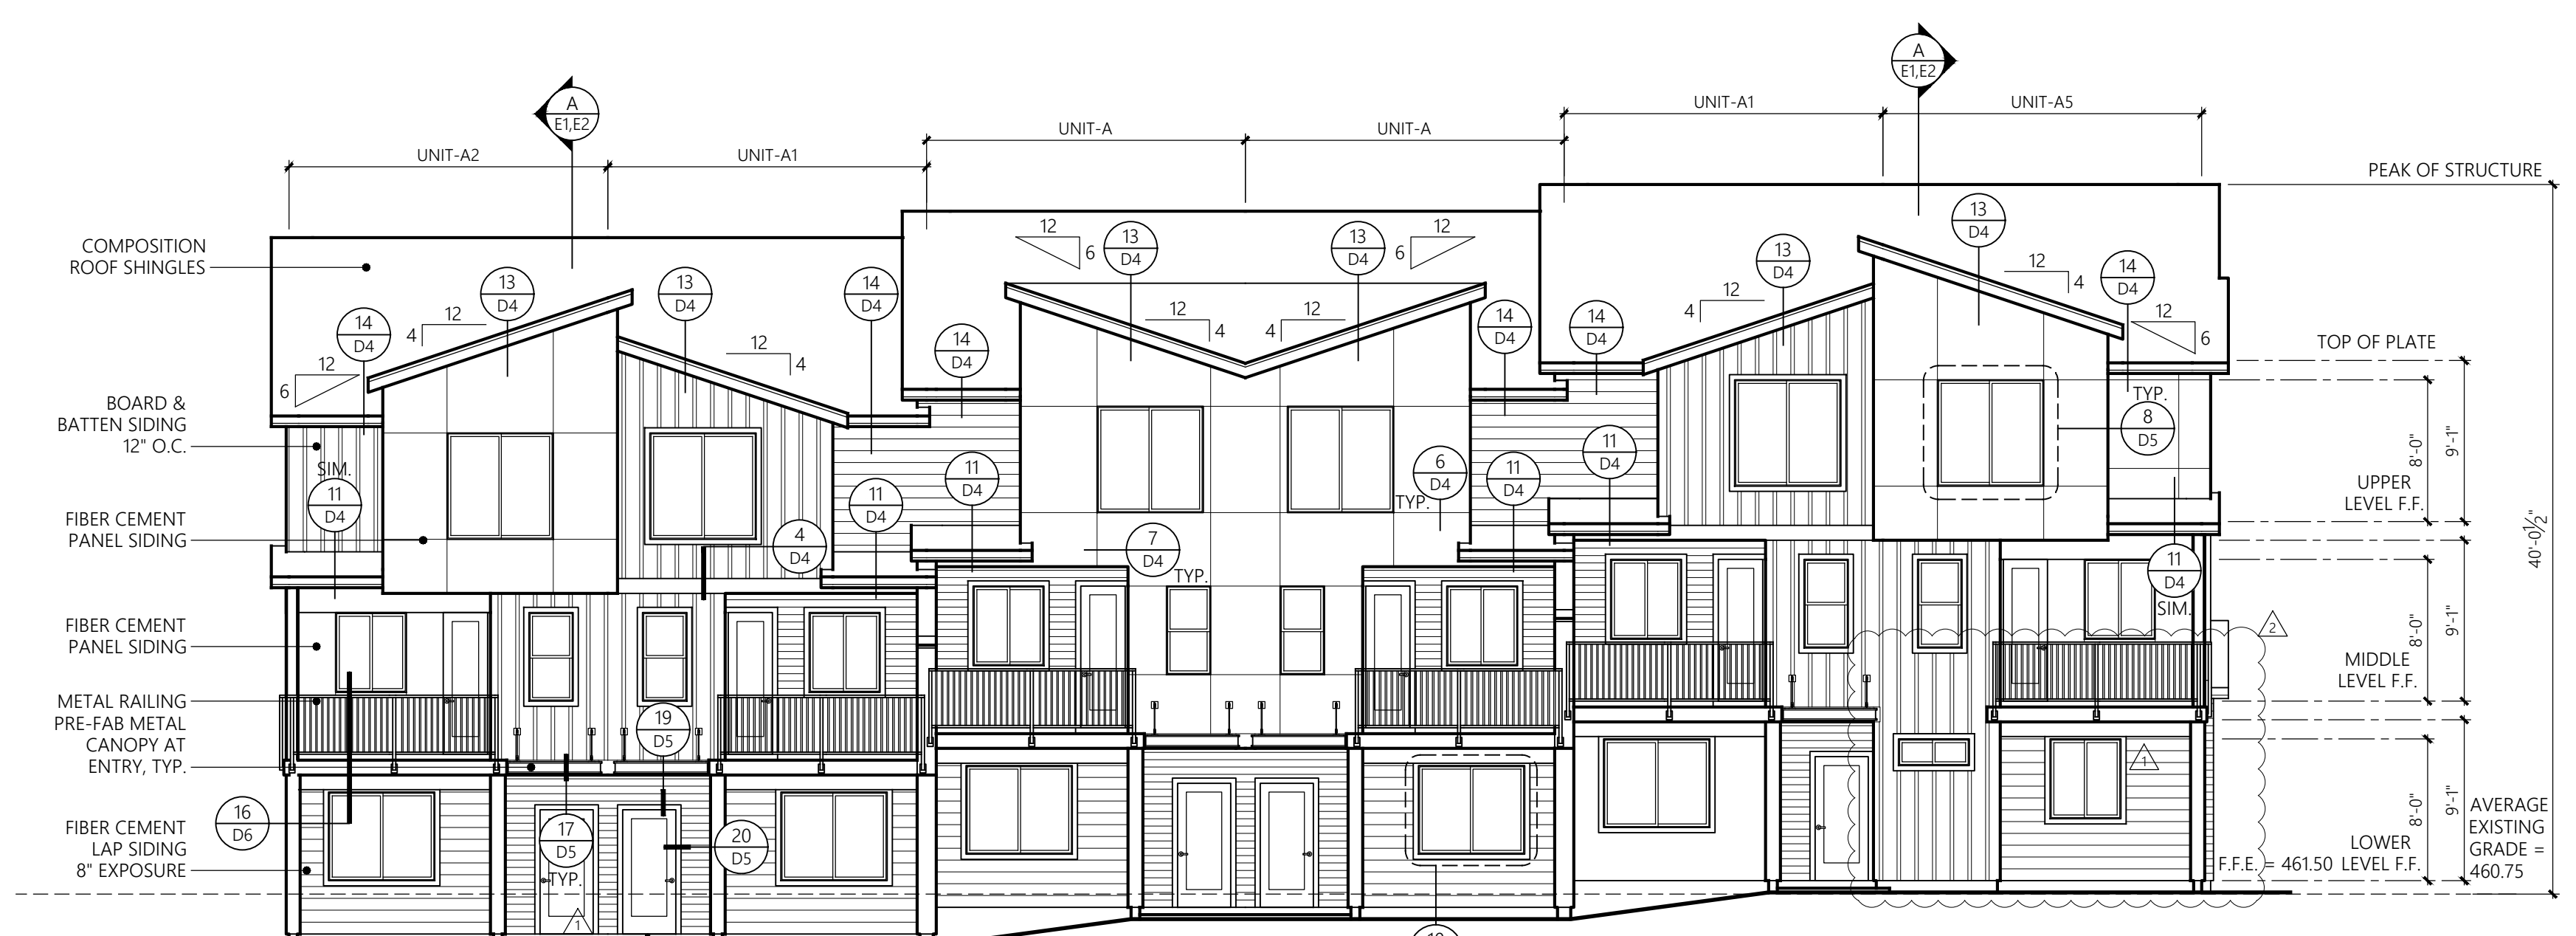 A
E1,E2
A
E1,E2
UNIT-A1
UNIT-A5
UNIT-A
UNIT-A
UNIT-A2
UNIT-A1
PEAK OF STRUCTURE
COMPOSITION
ROOF SHINGLES
12
6
13
D4
13
D4
12
6
13
D4
13
D4
12
4
14
D4
12
6
13
D4
13
D4
14
D4
14
D4
12
4
12
6
12
4
12
4
12
4
12
4
14
D4
14
D4
14
D4
12
4
TOP OF PLATE
BOARD &
BATTEN SIDING
12" O.C.
SIM.
11
D4
11
D4
11
D4
6
D4
TYP.
11
D4
11
D4
TYP.
8
D5
8'-0"
9'-1"
UPPER
LEVEL F.F.
FIBER CEMENT
PANEL SIDING
4
D4
7
D4
TYP.
11
D4
SIM.
40'-0½"
FIBER CEMENT
PANEL SIDING
2
8'-0"
9'-1"
MIDDLE
LEVEL F.F.
METAL RAILING
PRE-FAB METAL
CANOPY AT
ENTRY, TYP.
19
D5
1
16
D6
FIBER CEMENT
LAP SIDING
8" EXPOSURE
17
D5
TYP.
20
D5
1
8'-0"
9'-1"
AVERAGE
EXISTING
GRADE =
460.75
LOWER
LEVEL F.F.
F.F.E. = 461.50